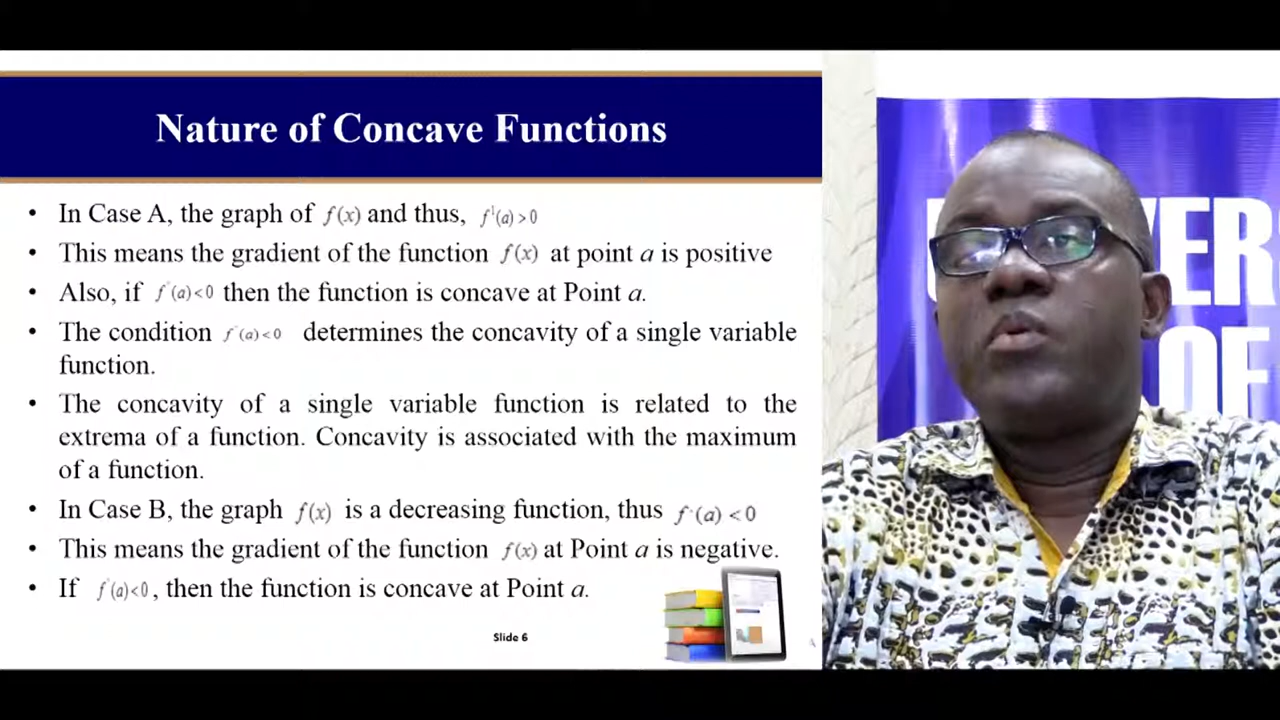 Nature of Concave Functions
• In Case A, the graph of f(x) and thus, f¹(a) > 0
• This means the gradient of the function f(x) at point a is positive
• Also, if f (a) < 0 then the function is concave at Point a.
• The condition f (a) < 0 determines the concavity of a single variable
function.
• The concavity of a single variable function is related to the
extrema of a function. Concavity is associated with the maximum
of a function.
• In Case B, the graph f(x) is a decreasing function, thus f'(a) < 0
• This means the gradient of the function f(x) at Point a is negative.
• If f (a) < 0, then the function is concave at Point a.
Slide 6
VER
OF